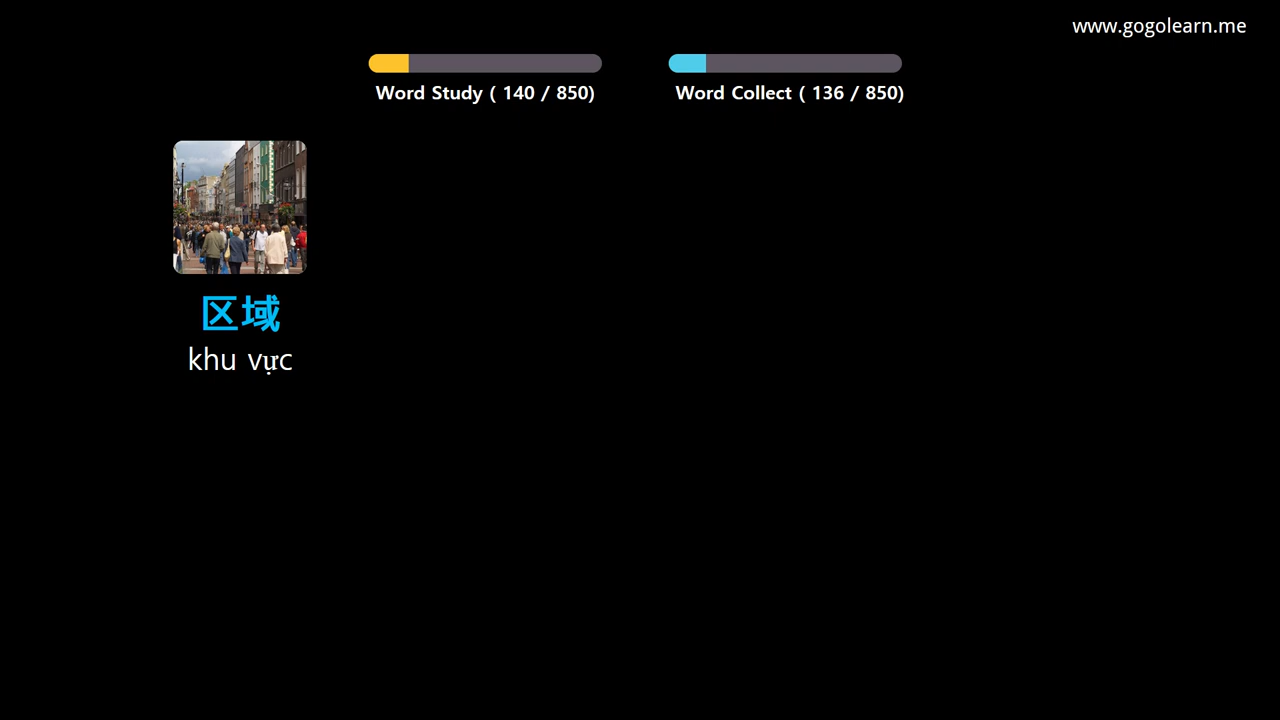 www.gogolearn.me
Word Study ( 140 / 850)
Word Collect ( 136 / 850)
区域
khu vực